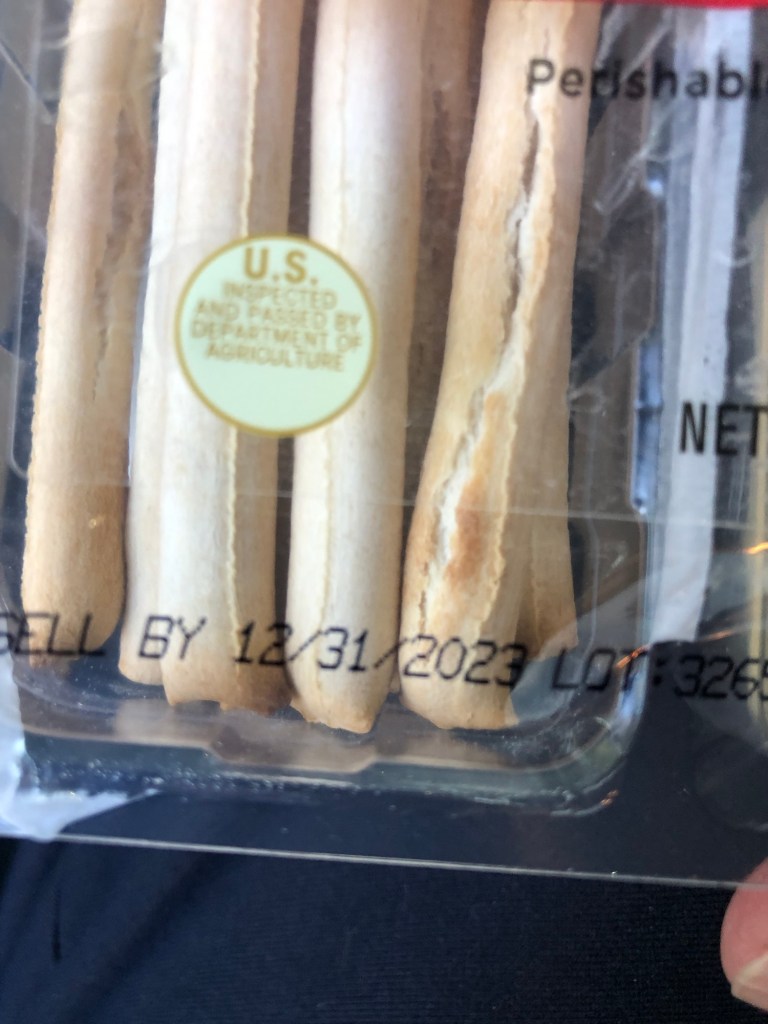 Perishabl
U.S.
INSPECTED
AND PASSED BY
DEPARTMENT OF
AGRICULTURE
NET
SELL BY 12/31/2023 LOT:3265